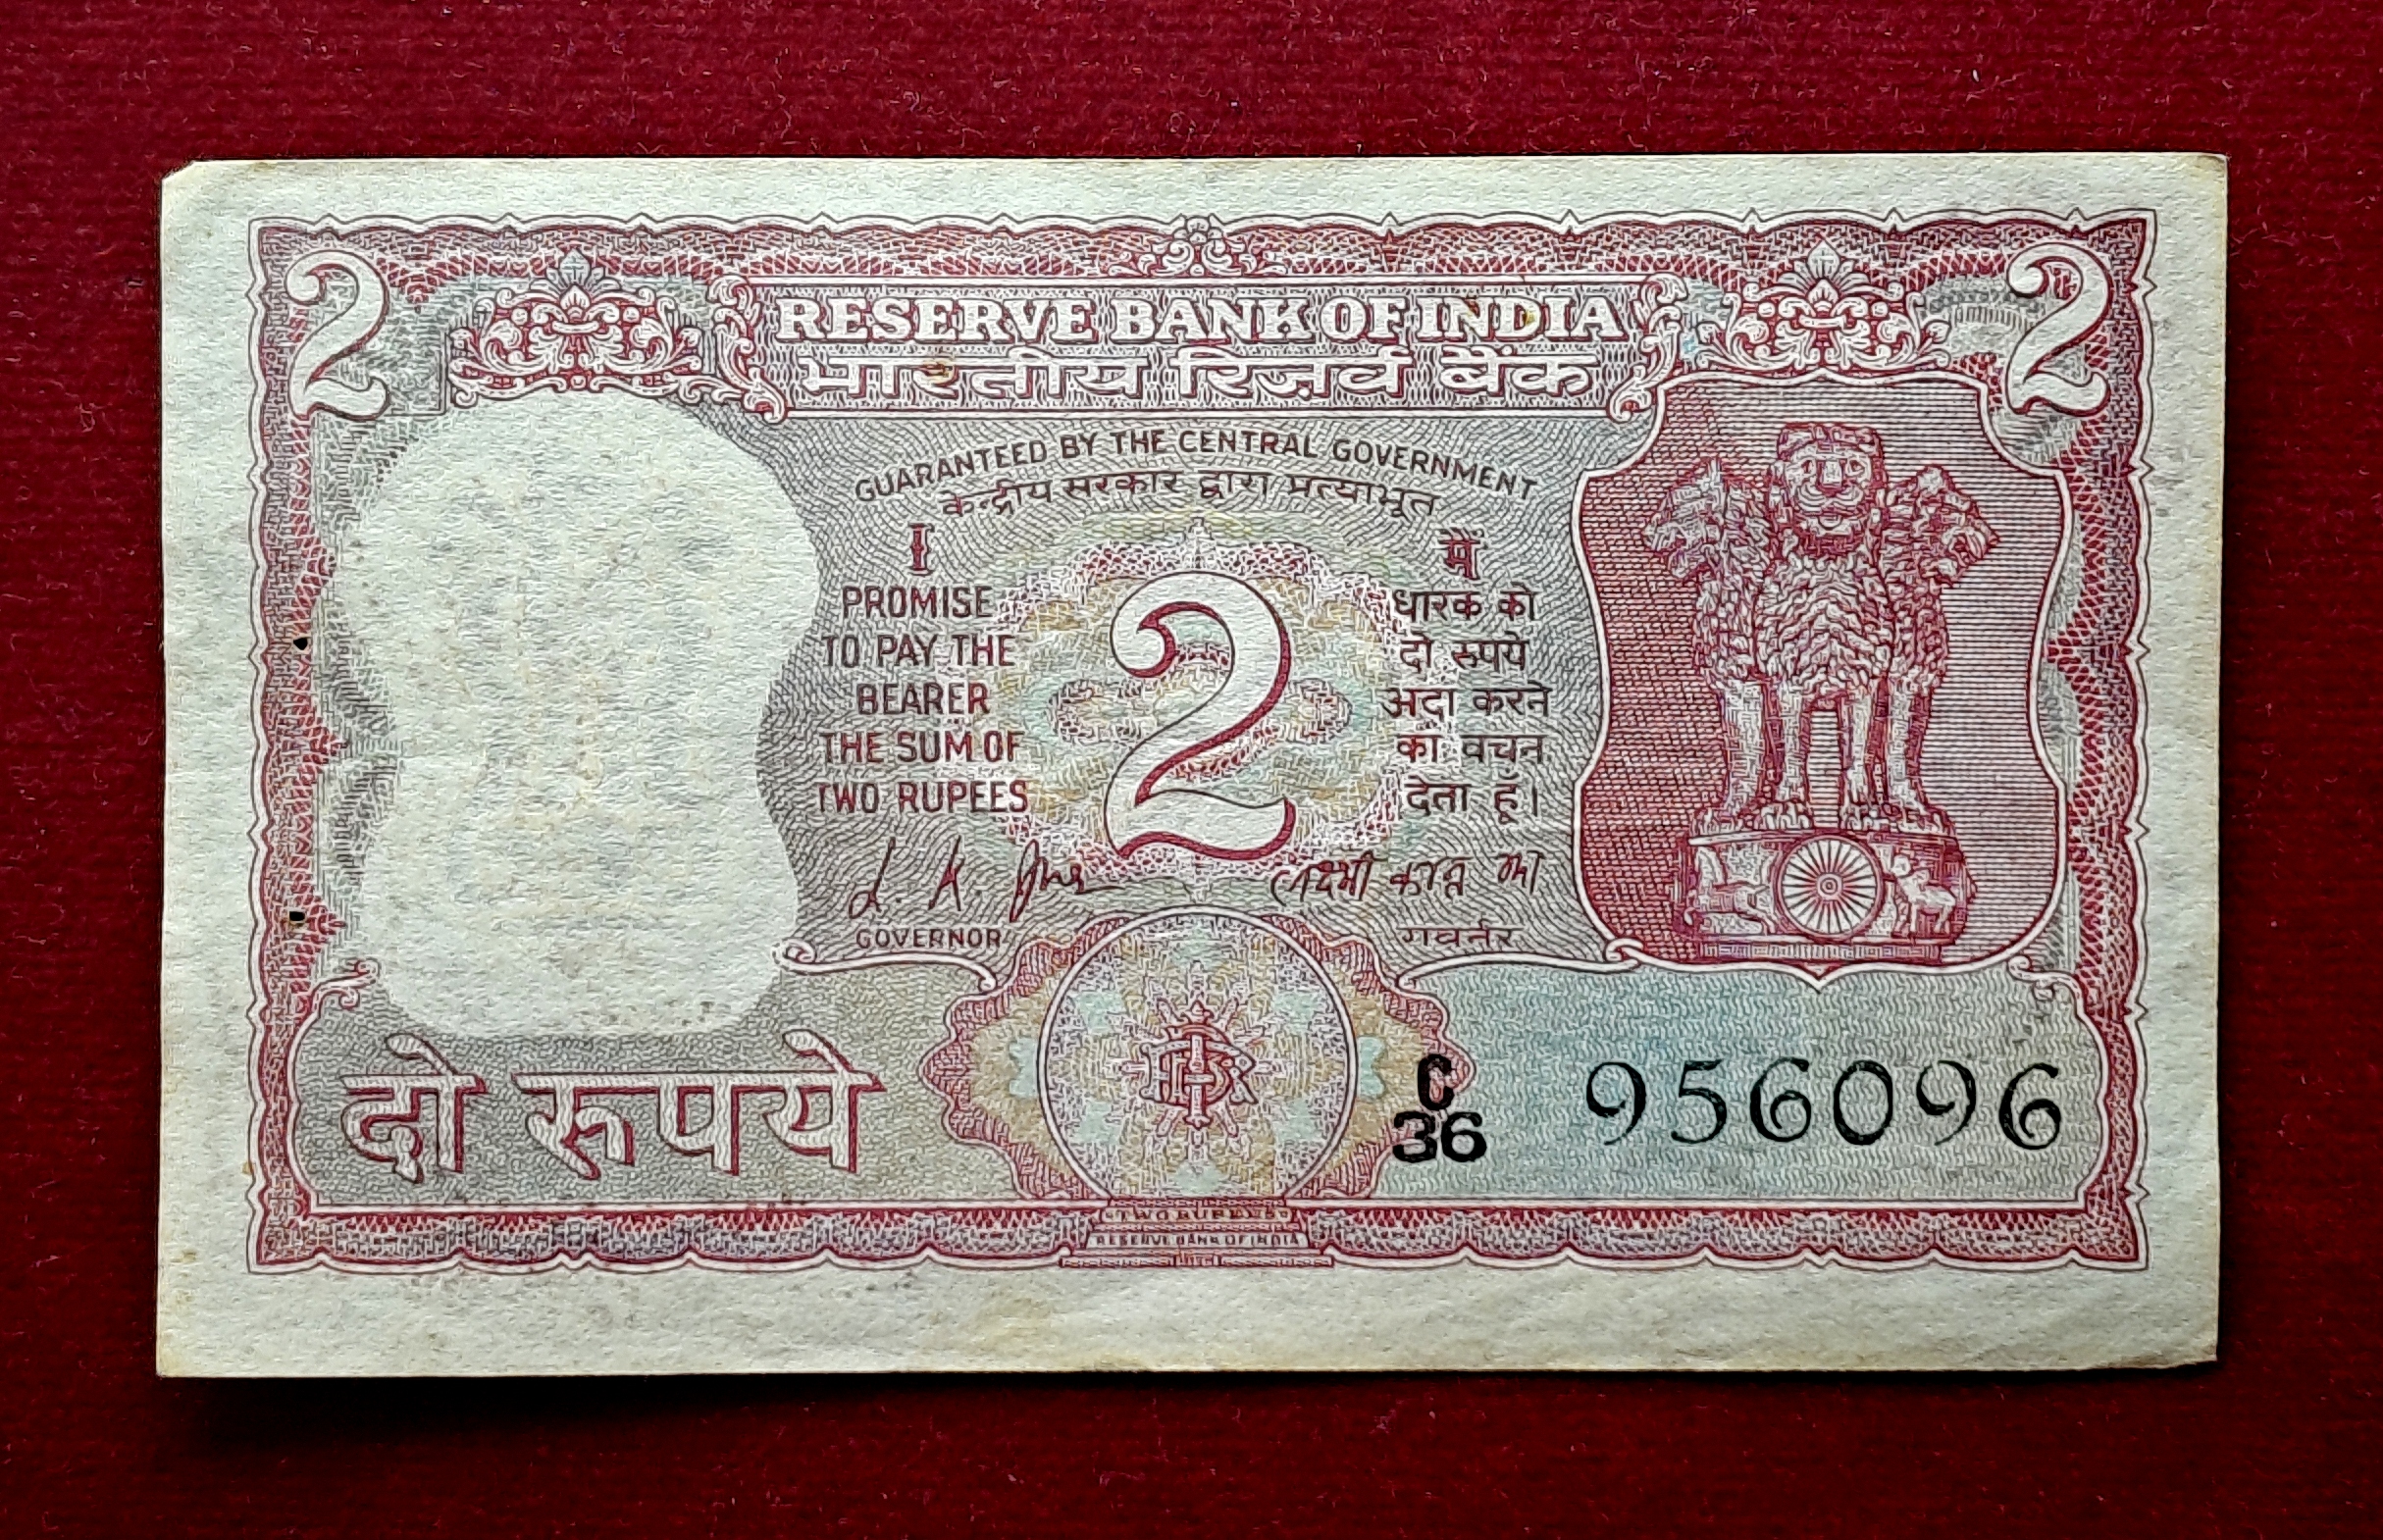 2 2
RESERVE BANK OF INDIA
भारतीय रिज़र्व बैंक
GUARANTEED BY THE CENTRAL GOVERNMENT
केन्द्रीय सरकार द्वारा प्रत्याभूत
I
PROMISE
TO PAY THE
BEARER
THE SUM OF
TWO RUPEES
2
मैं
धारक को
दो रुपये
अदा करने
का वचन
देता हूँ।
L. K. Jha
लक्ष्मी कान्त झा
GOVERNOR
गवर्नर
दो रूपये
C
36
956096
TWO RUPEES
RESERVE BANK OF INDIA